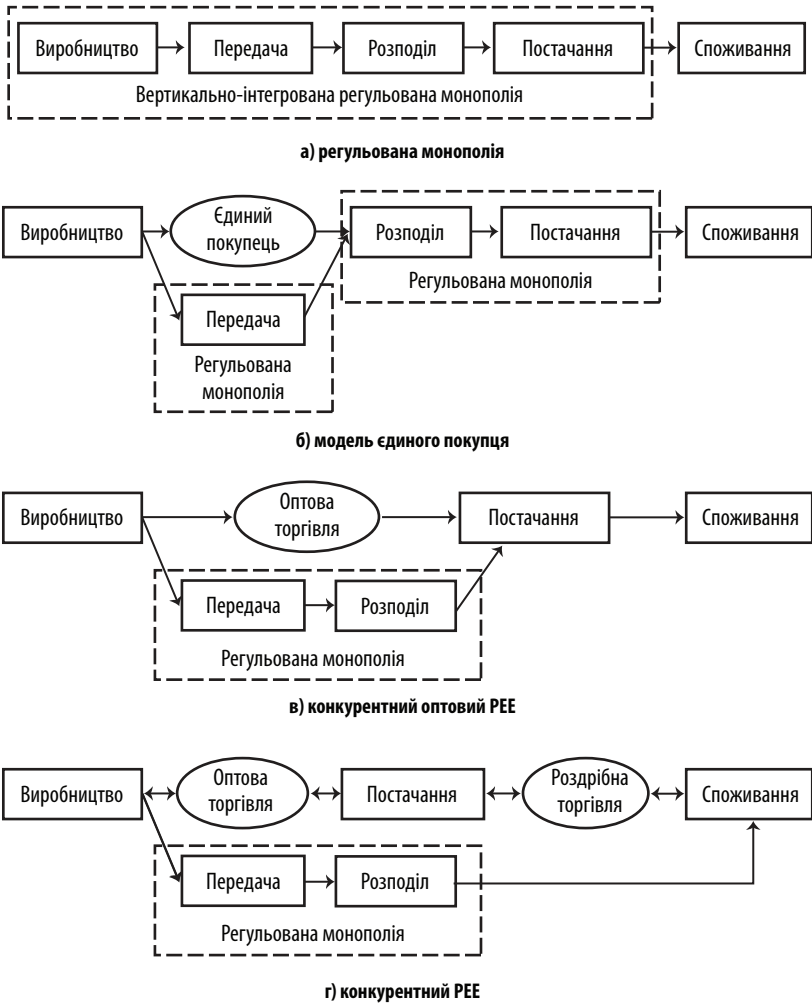 Виробництво
Передача
Розподіл
Постачання
Споживання
Вертикально-інтегрована регульована монополія
а) регульована монополія
Виробництво
Єдиний
покупець
Розподіл
Постачання
Споживання
Регульована монополія
Передача
Регульована
монополія
б) модель єдиного покупця
Виробництво
Оптова
торгівля
Постачання
Споживання
Передача
Розподіл
Регульована монополія
в) конкурентний оптовий РЕЕ
Виробництво
Оптова
торгівля
Постачання
Роздрібна
торгівля
Споживання
Передача
Розподіл
Регульована монополія
г) конкурентний РЕЕ